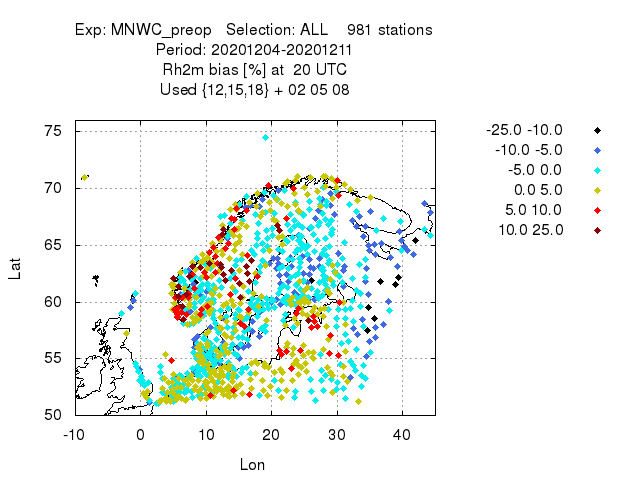 Exp: MNWC_preop   Selection: ALL    981 stations
Period: 20201204-20201211
Rh2m bias [%] at  20 UTC
Used {12,15,18} + 02 05 08
-25.0 -10.0
-10.0 -5.0
-5.0 0.0
0.0 5.0
5.0 10.0
10.0 25.0
75
70
65
60
55
50
Lat
-10 0 10 20 30 40
Lon